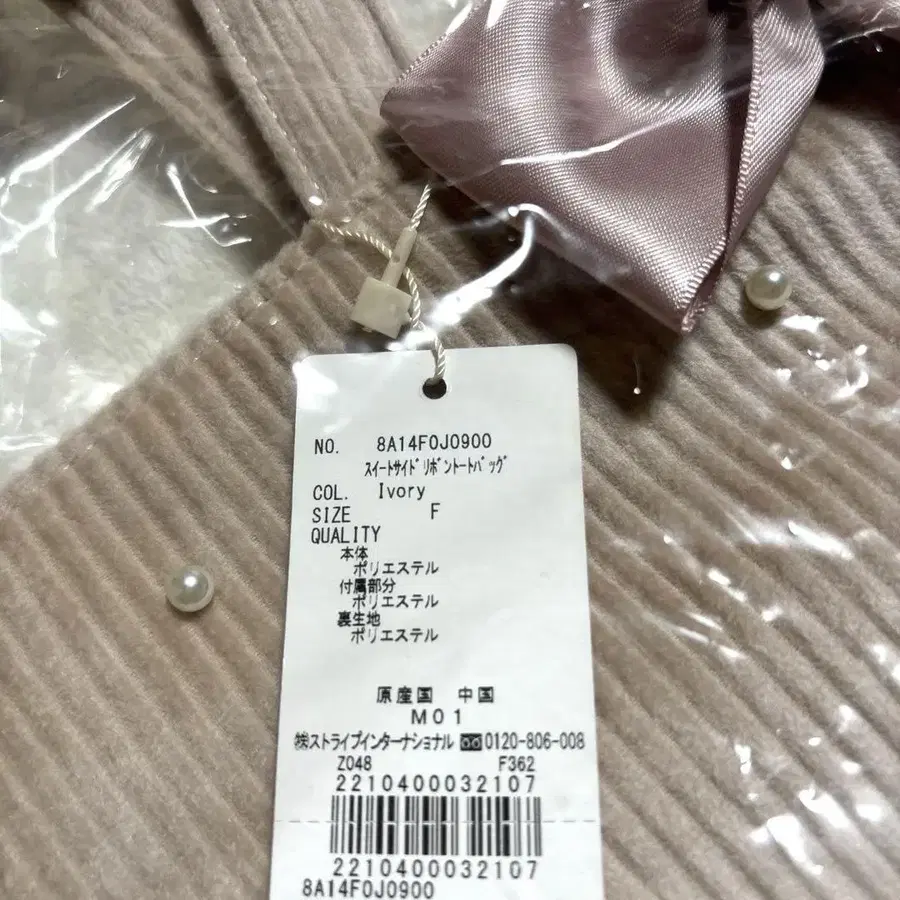 NO. 8A14F0J0900
スイートサイドリボントートバッグ
COL. Ivory
SIZE F
QUALITY
本体
ポリエステル
付属部分
ポリエステル
裏生地
ポリエステル
原産国 中国
M01
㈱ストライプインターナショナル 0120-806-008
Z048 F362
2210400032107
2210400032107
8A14F0J0900